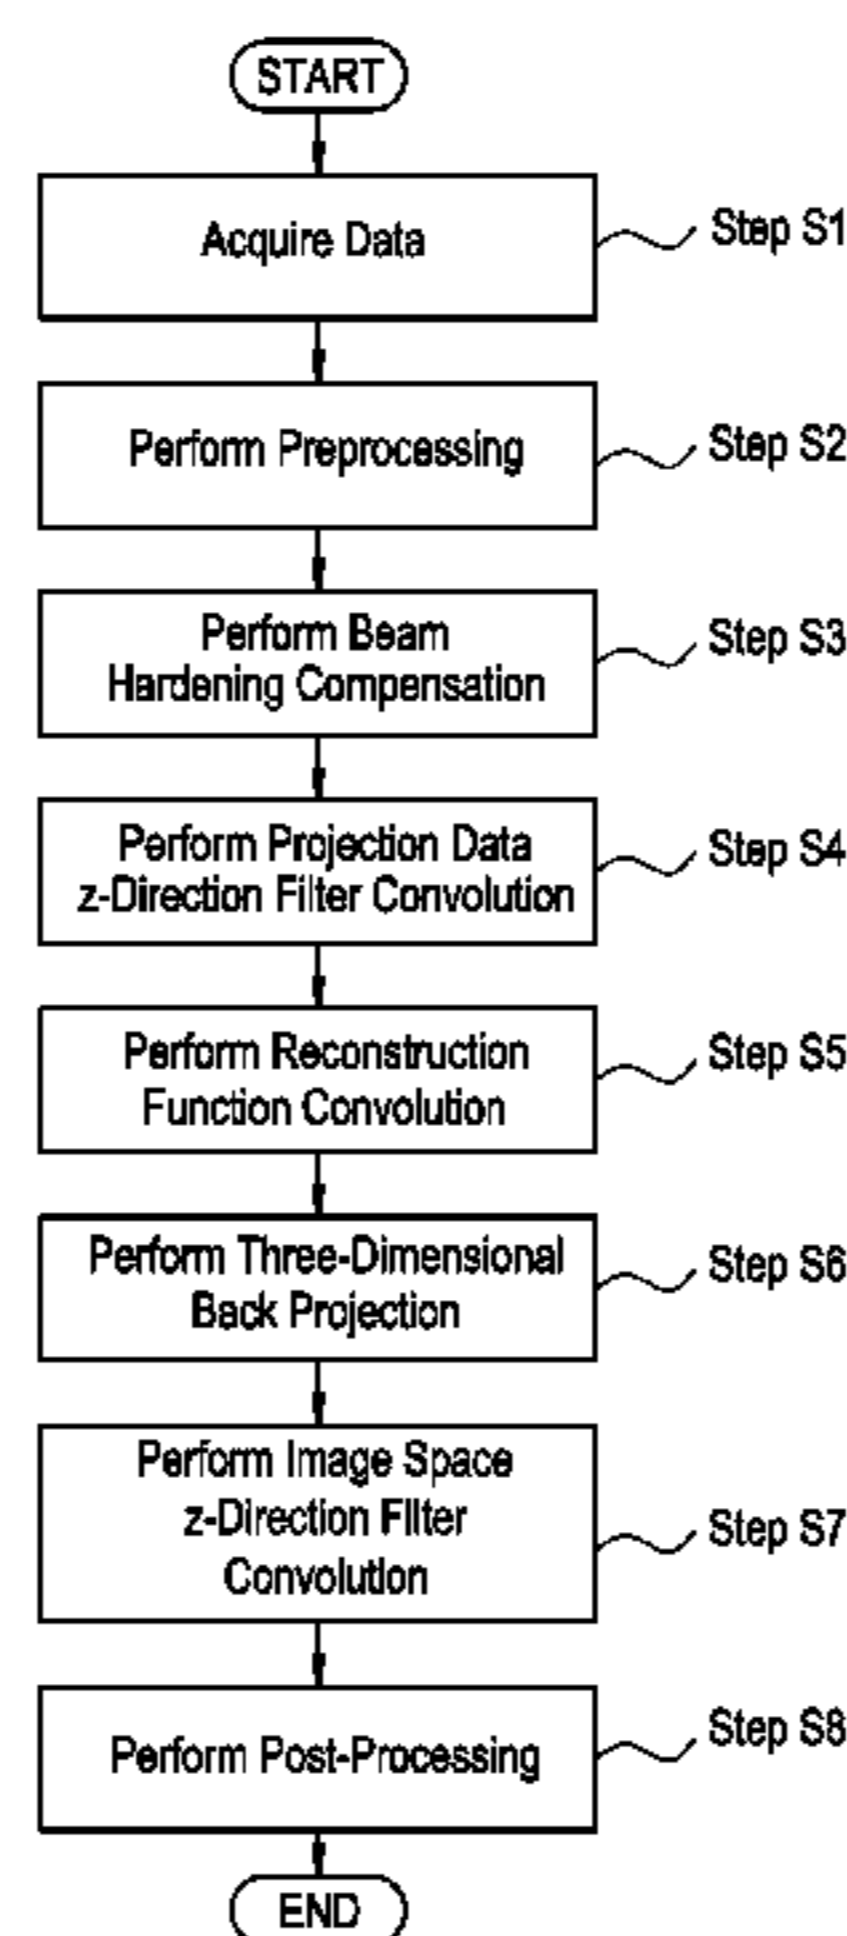 START
Acquire Data
Step S1
Perform Preprocessing
Step S2
Perform Beam
Hardening Compensation
Step S3
Perform Projection Data
z-Direction Filter Convolution
Step S4
Perform Reconstruction
Function Convolution
Step S5
Perform Three-Dimensional
Back Projection
Step S6
Perform Image Space
z-Direction Filter
Convolution
Step S7
Perform Post-Processing
Step S8
END